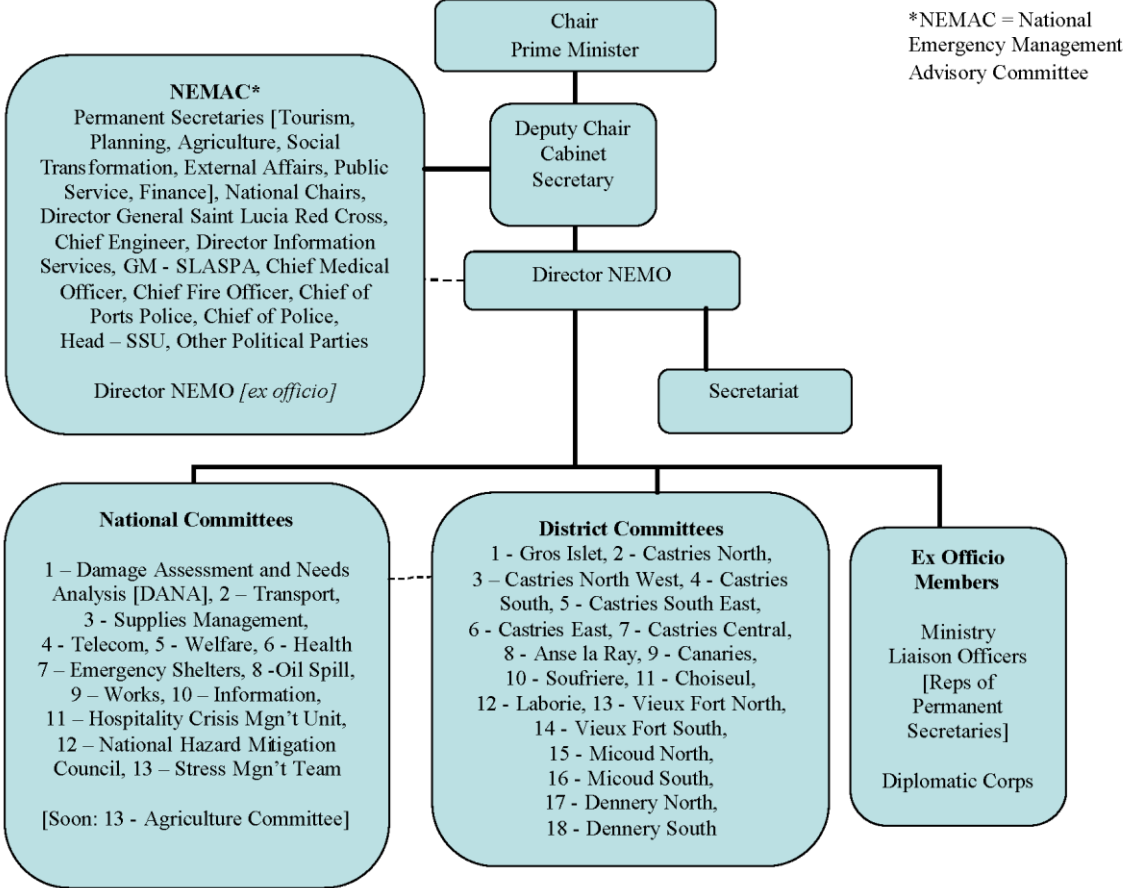 Chair
Prime Minister
*NEMAC = National
Emergency Management
Advisory Committee
NEMAC*
Permanent Secretaries [Tourism,
Planning, Agriculture, Social
Transformation, External Affairs, Public
Service, Finance], National Chairs,
Director General Saint Lucia Red Cross,
Chief Engineer, Director Information
Services, GM - SLASPA, Chief Medical
Officer, Chief Fire Officer, Chief of
Ports Police, Chief of Police,
Head – SSU, Other Political Parties
Director NEMO [ex officio]
Deputy Chair
Cabinet
Secretary
Director NEMO
Secretariat
National Committees
1 – Damage Assessment and Needs
Analysis [DANA], 2 – Transport,
3 - Supplies Management,
4 - Telecom, 5 – Welfare, 6 – Health
7 – Emergency Shelters, 8 -Oil Spill,
9 – Works, 10 – Information,
11 – Hospitality Crisis Mgn't Unit,
12 – National Hazard Mitigation
Council, 13 – Stress Mgn't Team
[Soon: 13 - Agriculture Committee]
District Committees
1 - Gros Islet, 2 - Castries North,
3 – Castries North West, 4 - Castries
South, 5 - Castries South East,
6 - Castries East, 7 - Castries Central,
8 - Anse la Ray, 9 - Canaries,
10 - Soufriere, 11 - Choiseul,
12 - Laborie, 13 - Vieux Fort North,
14 - Vieux Fort South,
15 - Micoud North,
16 - Micoud South,
17 - Dennery North,
18 - Dennery South
Ex Officio
Members
Ministry
Liaison Officers
[Reps of
Permanent
Secretaries]
Diplomatic Corps